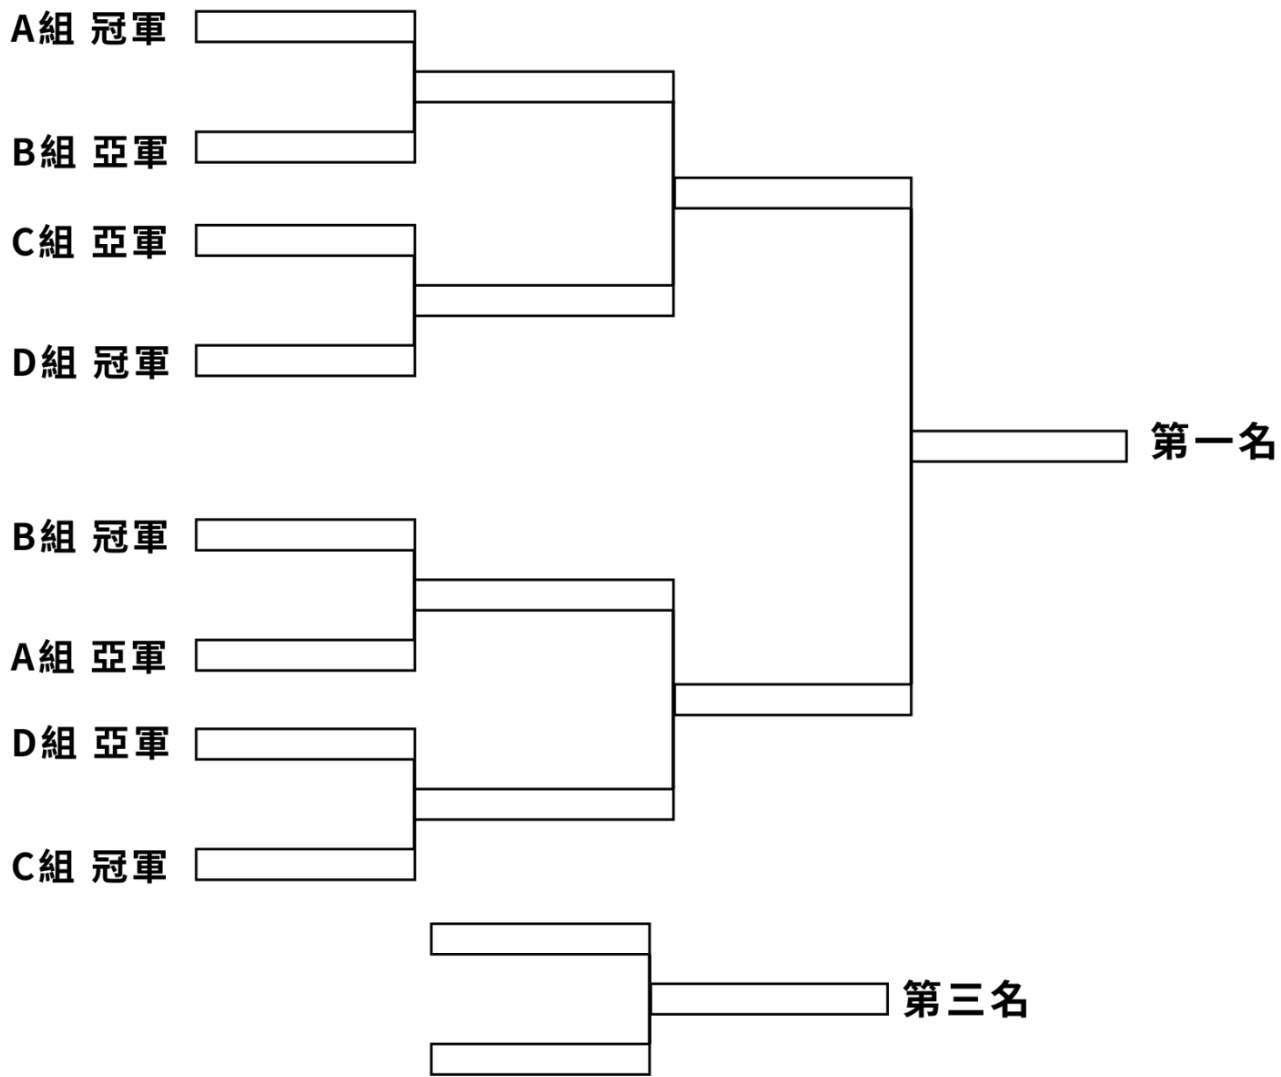 A組 冠軍
B組 亞軍
C組 亞軍
D組 冠軍
第一名
B組 冠軍
A組 亞軍
D組 亞軍
C組 冠軍
第三名